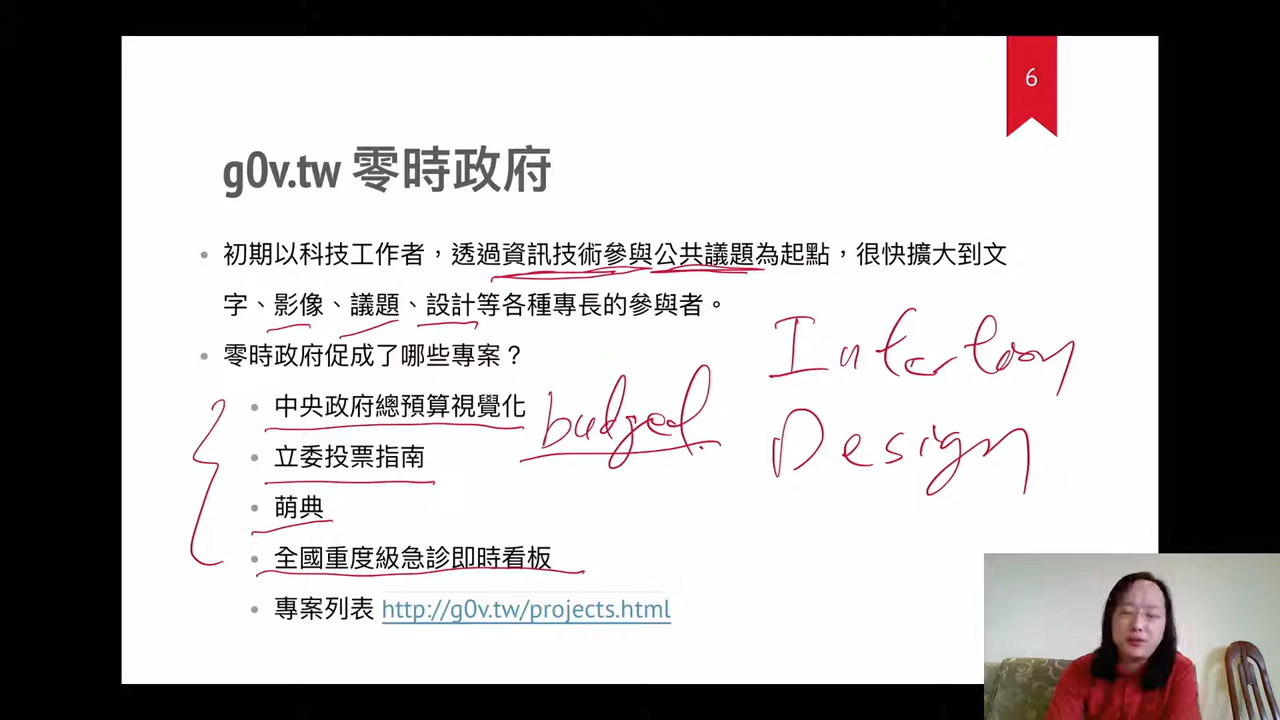 6
g0v.tw 零時政府
初期以科技工作者，透過資訊技術參與公共議題為起點，很快擴大到文
字、影像、議題、設計等各種專長的參與者。
零時政府促成了哪些專案？
中央政府總預算視覺化
立委投票指南
萌典
全國重度級急診即時看板
專案列表 http://g0v.tw/projects.html
Design